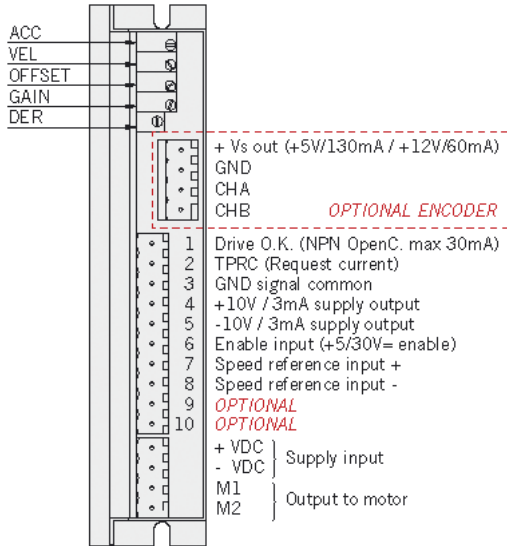 ACC
VEL
OFFSET
GAIN
DER
+ Vs out (+5V/130mA / +12V/60mA)
GND
CHA
CHB OPTIONAL ENCODER
1 Drive O.K. (NPN OpenC. max 30mA)
2 TPRC (Request current)
3 GND signal common
4 +10V / 3mA supply output
5 -10V / 3mA supply output
6 Enable input (+5/30V= enable)
7 Speed reference input +
8 Speed reference input -
9 OPTIONAL
10 OPTIONAL
+ VDC
- VDC
Supply input
M1
M2
Output to motor